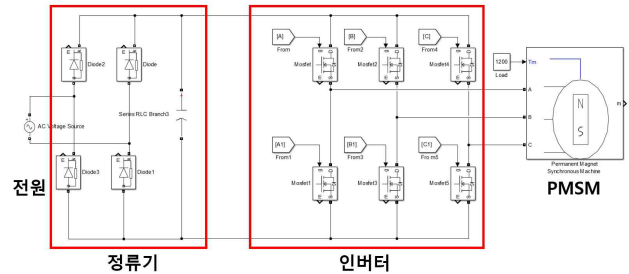 [A]
From
[B]
From2
[C]
From4
Diode2
Diode
Mosfet
Mosfet2
Mosfet4
1200
Load
Tm
m
A
B
C
N
S
Series RLC Branch3
AC Voltage Source
[A1]
From1
[B1]
From3
[C1]
From5
Diode3
Diode1
Mosfet1
Mosfet3
Mosfet5
Permanent Magnet
Synchronous Machine
전원
PMSM
정류기
인버터